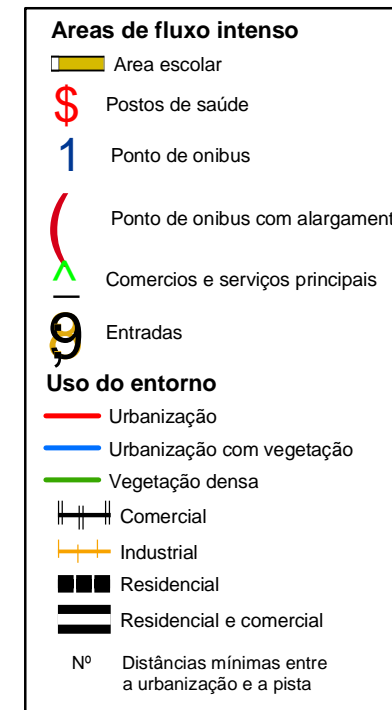 Areas de fluxo intenso
Area escolar
$ Postos de saúde
1 Ponto de onibus
( Ponto de onibus com alargament
^ Comercios e serviços principais
9 Entradas
Uso do entorno
Urbanização
Urbanização com vegetação
Vegetação densa
Comercial
Industrial
Residencial
Residencial e comercial
Nº Distâncias mínimas entre
a urbanização e a pista